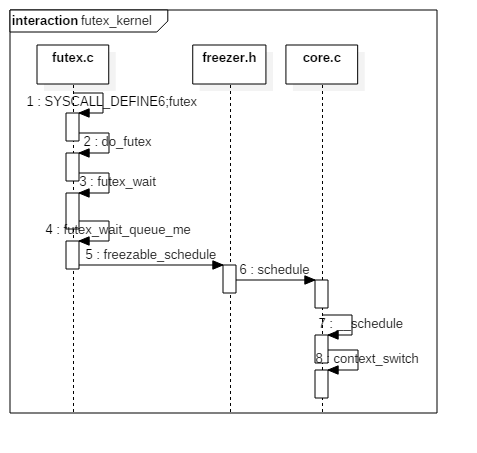 interaction futex_kernel
futex.c
freezer.h
core.c
1 : SYSCALL_DEFINE6;futex
2 : do_futex
3 : futex_wait
4 : futex_wait_queue_me
5 : freezable_schedule
6 : schedule
7 : __schedule
8 : context_switch